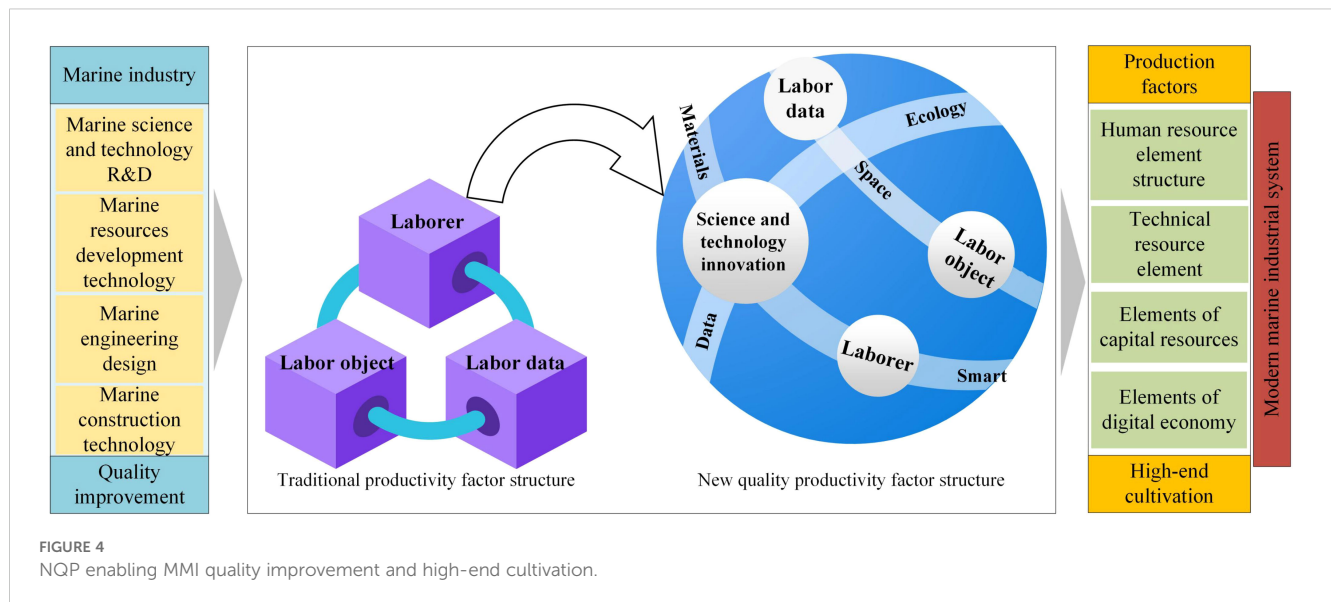 Marine industry
Marine science
and technology
R&D
Marine
resources
development
technology
Marine
engineering
design
Marine
construction
technology
Quality
improvement
Laborer
Labor object
Labor data
Traditional productivity factor structure
Materials
Labor
data
Ecology
Space
Science and
technology
innovation
Labor
object
Data
Laborer
Smart
New quality productivity factor structure
Production
factors
Human resource
element
structure
Technical
resource
element
Elements of
capital resources
Elements of
digital economy
High-end
cultivation
Modern marine industrial system
FIGURE 4
NQP enabling MMI quality improvement and high-end cultivation.